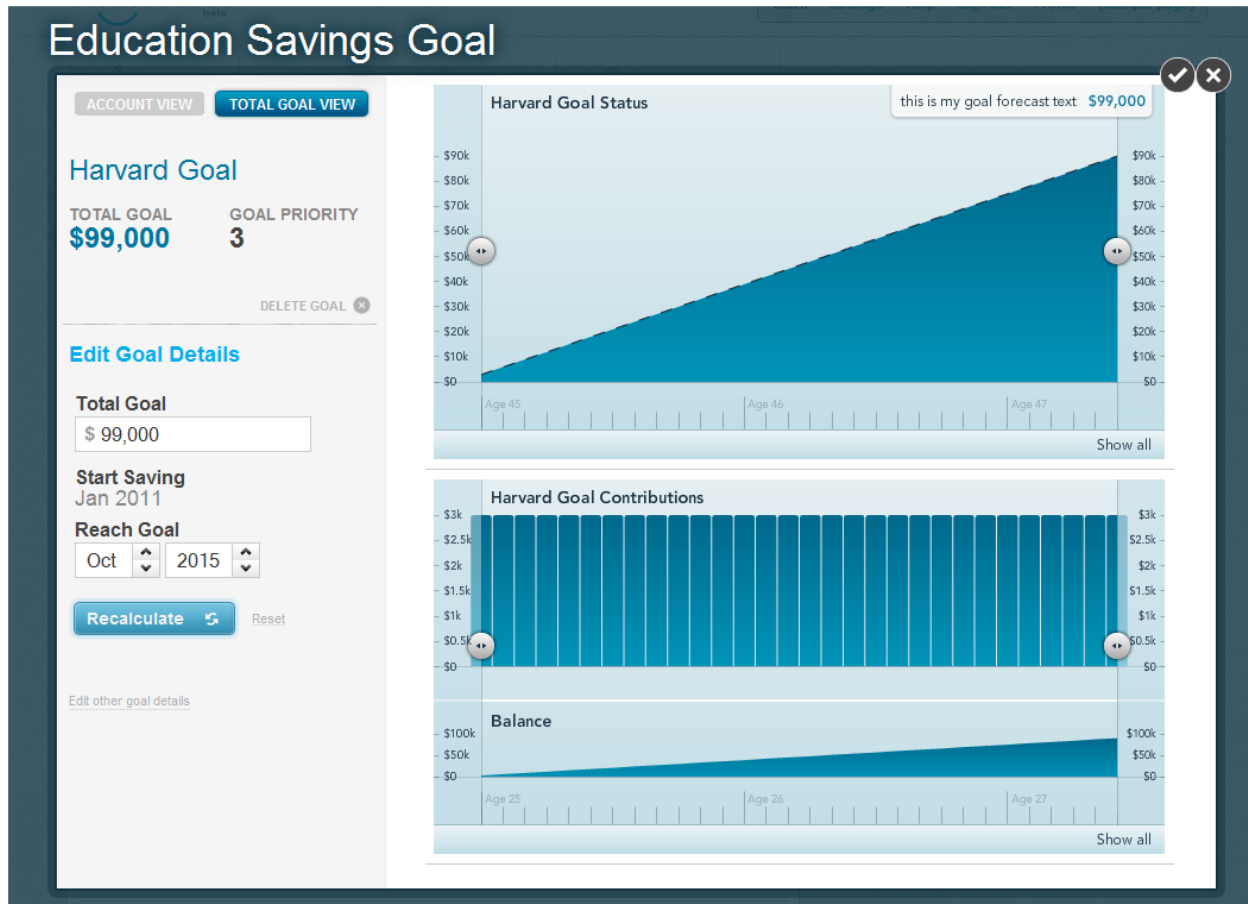 Education Savings Goal
ACCOUNT VIEW
TOTAL GOAL VIEW
Harvard Goal
TOTAL GOAL
GOAL PRIORITY
$99,000
3
DELETE GOAL
Edit Goal Details
Total Goal
$ 99,000
Start Saving
Jan 2011
Reach Goal
Oct
2015
Recalculate
Reset
Edit other goal details
Harvard Goal Status
this is my goal forecast text $99,000
$90k
$90k
$80k
$80k
$70k
$70k
$60k
$60k
$50k
$50k
$40k
$40k
$30k
$30k
$20k
$20k
$10k
$10k
$0
$0
Age 45
Age 46
Age 47
Show all
Harvard Goal Contributions
$3k
$3k
$2.5k
$2.5k
$2k
$2k
$1.5k
$1.5k
$1k
$1k
$0.5k
$0.5k
$0
$0
Balance
$100k
$100k
$50k
$50k
$0
$0
Age 25
Age 26
Age 27
Show all